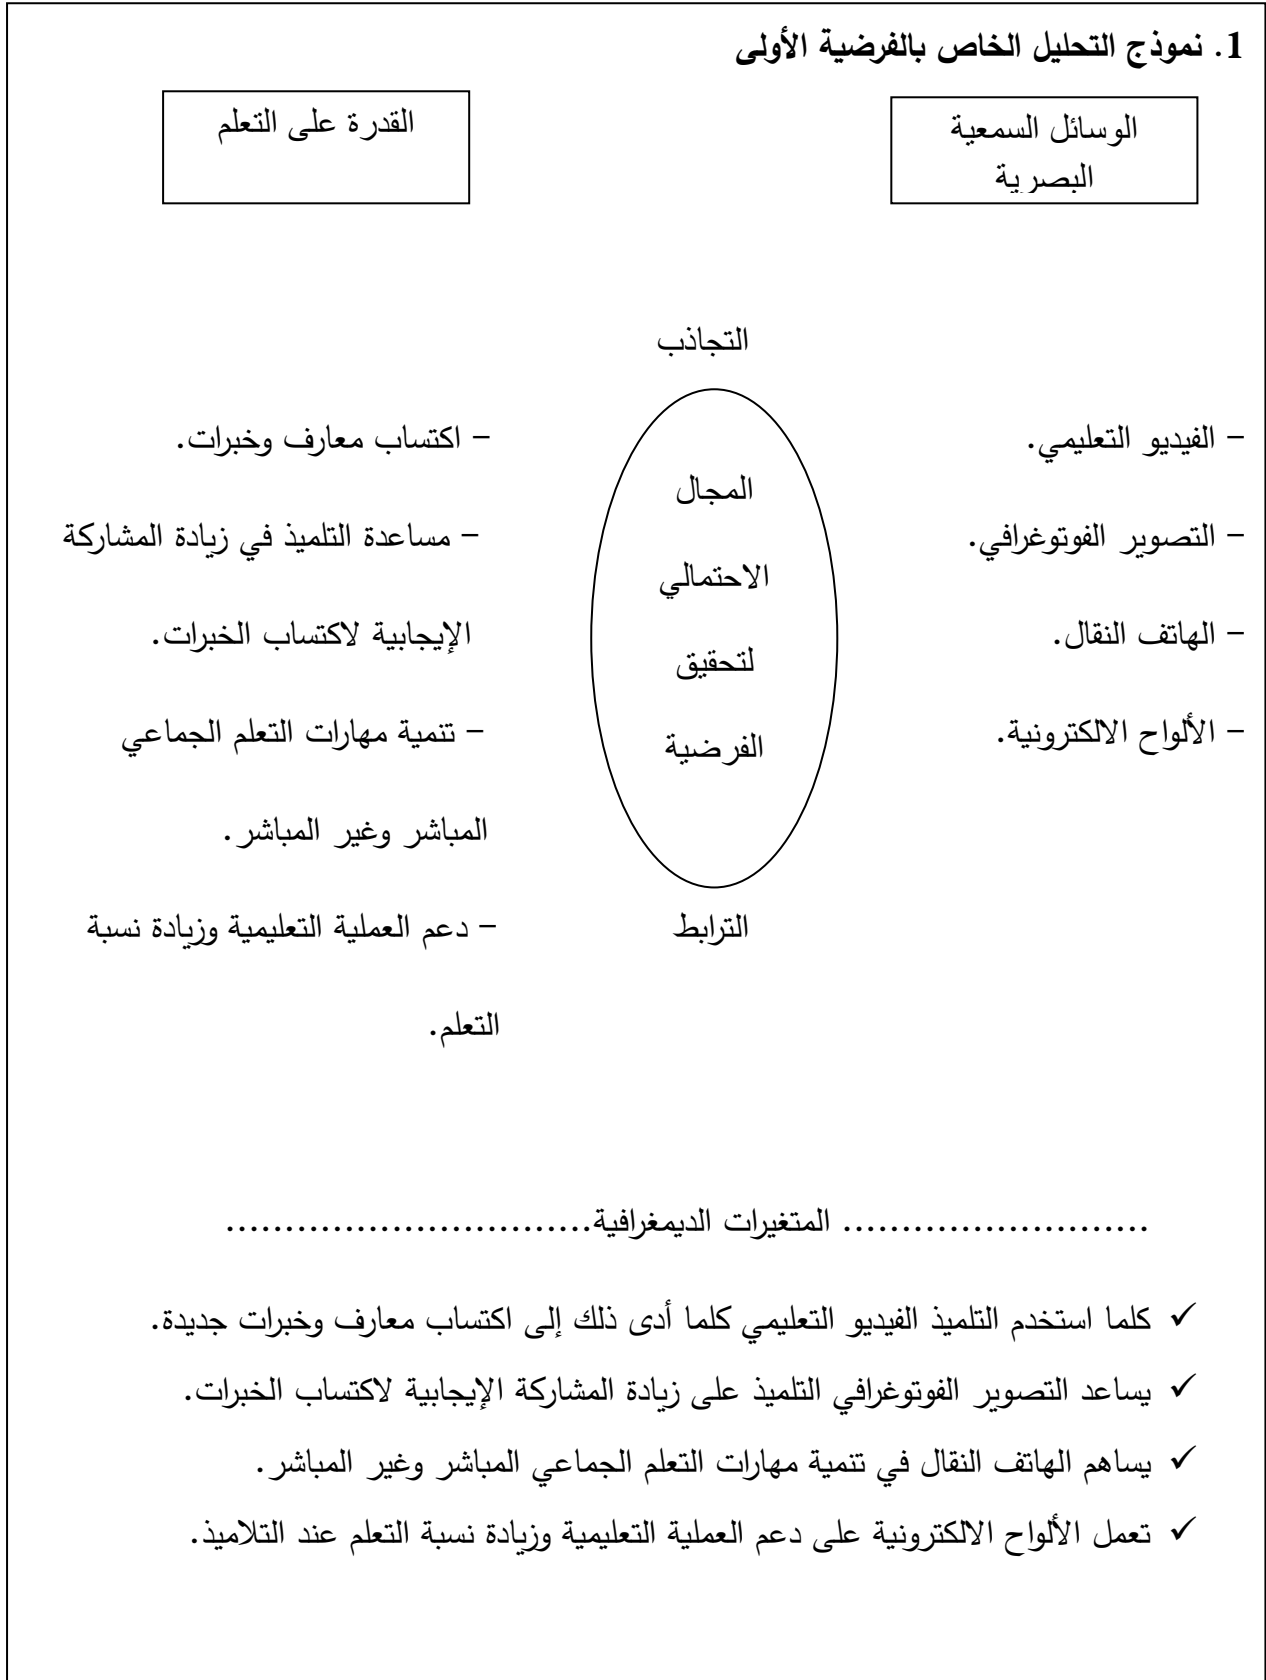 1. نموذج التحليل الخاص بالفرضية الأولى
الوسائل السمعية
البصرية
القدرة على التعلم
التجاذب
– الفيديو التعليمي.
– التصوير الفوتوغرافي.
– الهاتف النقال.
– الألواح الالكترونية.
المجال
الاحتمالي
لتحقيق
الفرضية
– اكتساب معارف وخبرات.
– مساعدة التلميذ في زيادة المشاركة
الإيجابية لاكتساب الخبرات.
– تنمية مهارات التعلم الجماعي
المباشر وغير المباشر.
– دعم العملية التعليمية وزيادة نسبة
التعلم.
الترابط
.......................... المتغيرات الديمغرافية...............................
✓ كلما استخدم التلميذ الفيديو التعليمي كلما أدى ذلك إلى اكتساب معارف وخبرات جديدة.
✓ يساعد التصوير الفوتوغرافي التلميذ على زيادة المشاركة الإيجابية لاكتساب الخبرات.
✓ يساهم الهاتف النقال في تنمية مهارات التعلم الجماعي المباشر وغير المباشر.
✓ تعمل الألواح الالكترونية على دعم العملية التعليمية وزيادة نسبة التعلم عند التلاميذ.